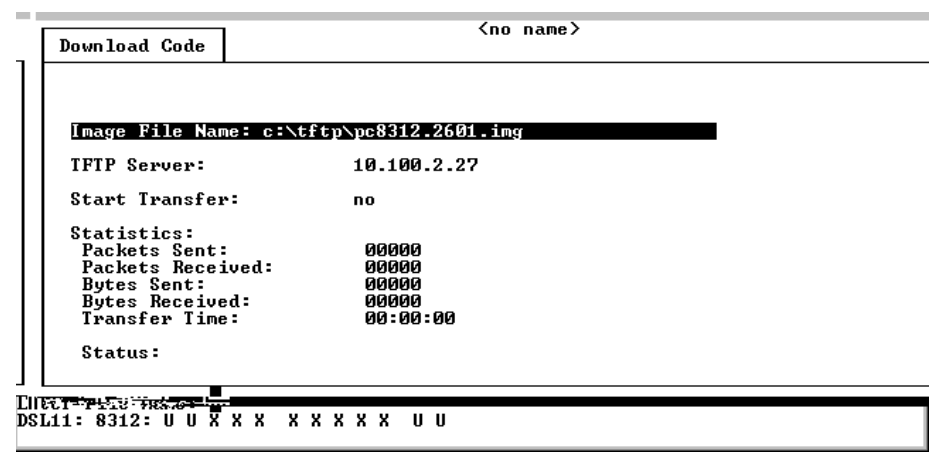 <no name>
Download Code
Image File Name: c:\tftp\pc8312.2601.img
TFTP Server: 10.100.2.27
Start Transfer: no
Statistics:
Packets Sent: 00000
Packets Received: 00000
Bytes Sent: 00000
Bytes Received: 00000
Transfer Time: 00:00:00
Status:
DSL11: 8312: U U X X X X X X X X U U